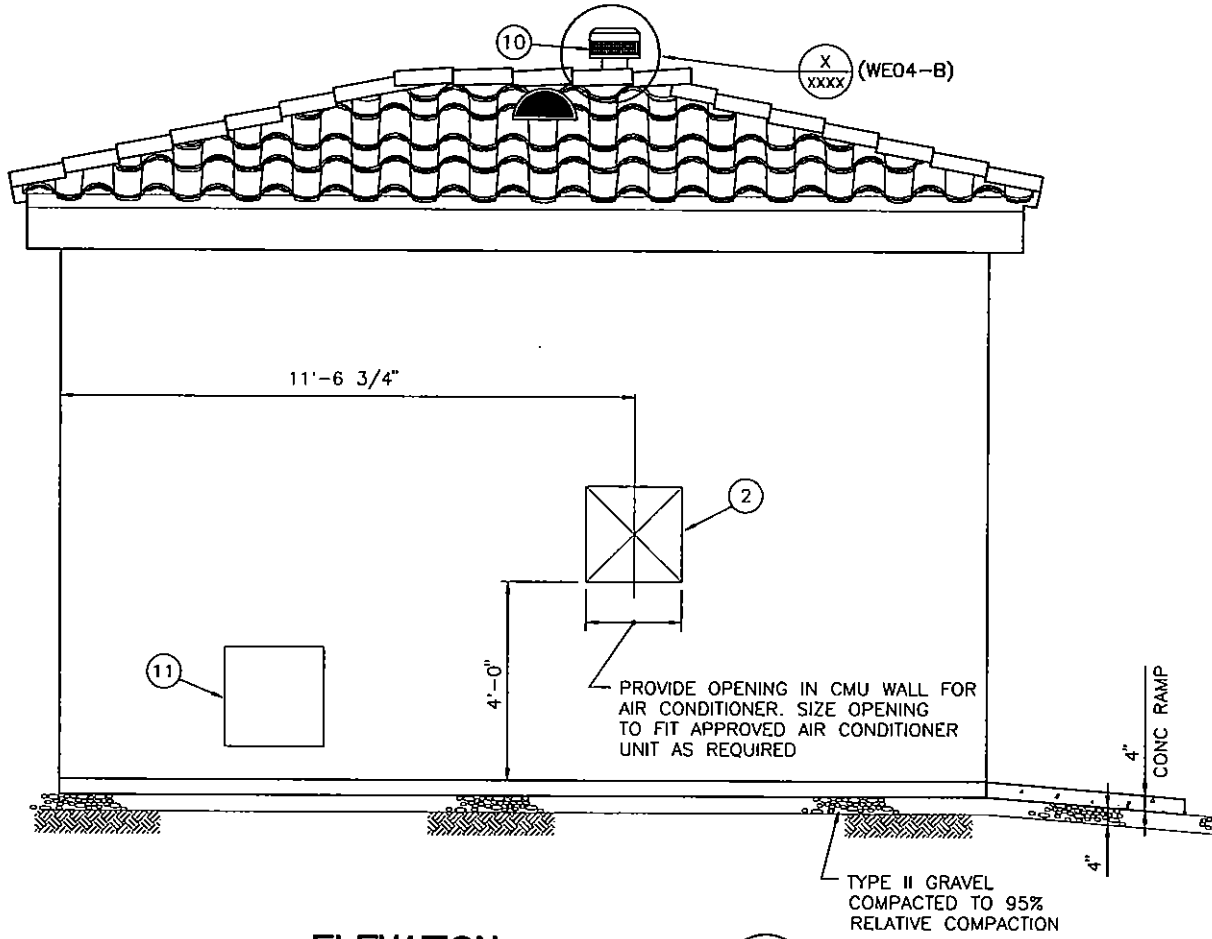 10
X
XXXX
(WE04-B)
11'-6 3/4"
2
11
4'-0"
PROVIDE OPENING IN CMU WALL FOR
AIR CONDITIONER. SIZE OPENING
TO FIT APPROVED AIR CONDITIONER
UNIT AS REQUIRED
4"
CONC RAMP
4"
TYPE II GRAVEL
COMPACTED TO 95%
RELATIVE COMPACTION
ELEVATION